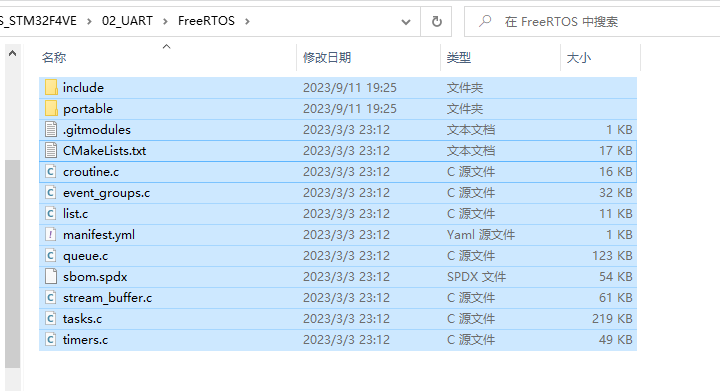 S_STM32F4VE > 02_UART > FreeRTOS > 在 FreeRTOS 中搜索
名称 修改日期 类型 大小
include 2023/9/11 19:25 文件夹
portable 2023/9/11 19:25 文件夹
.gitmodules 2023/3/3 23:12 文本文档 1 KB
CMakeLists.txt 2023/3/3 23:12 文本文档 17 KB
croutine.c 2023/3/3 23:12 C 源文件 16 KB
event_groups.c 2023/3/3 23:12 C 源文件 32 KB
list.c 2023/3/3 23:12 C 源文件 11 KB
manifest.yml 2023/3/3 23:12 Yaml 源文件 1 KB
queue.c 2023/3/3 23:12 C 源文件 123 KB
sbom.spdx 2023/3/3 23:12 SPDX 文件 54 KB
stream_buffer.c 2023/3/3 23:12 C 源文件 61 KB
tasks.c 2023/3/3 23:12 C 源文件 219 KB
timers.c 2023/3/3 23:12 C 源文件 49 KB